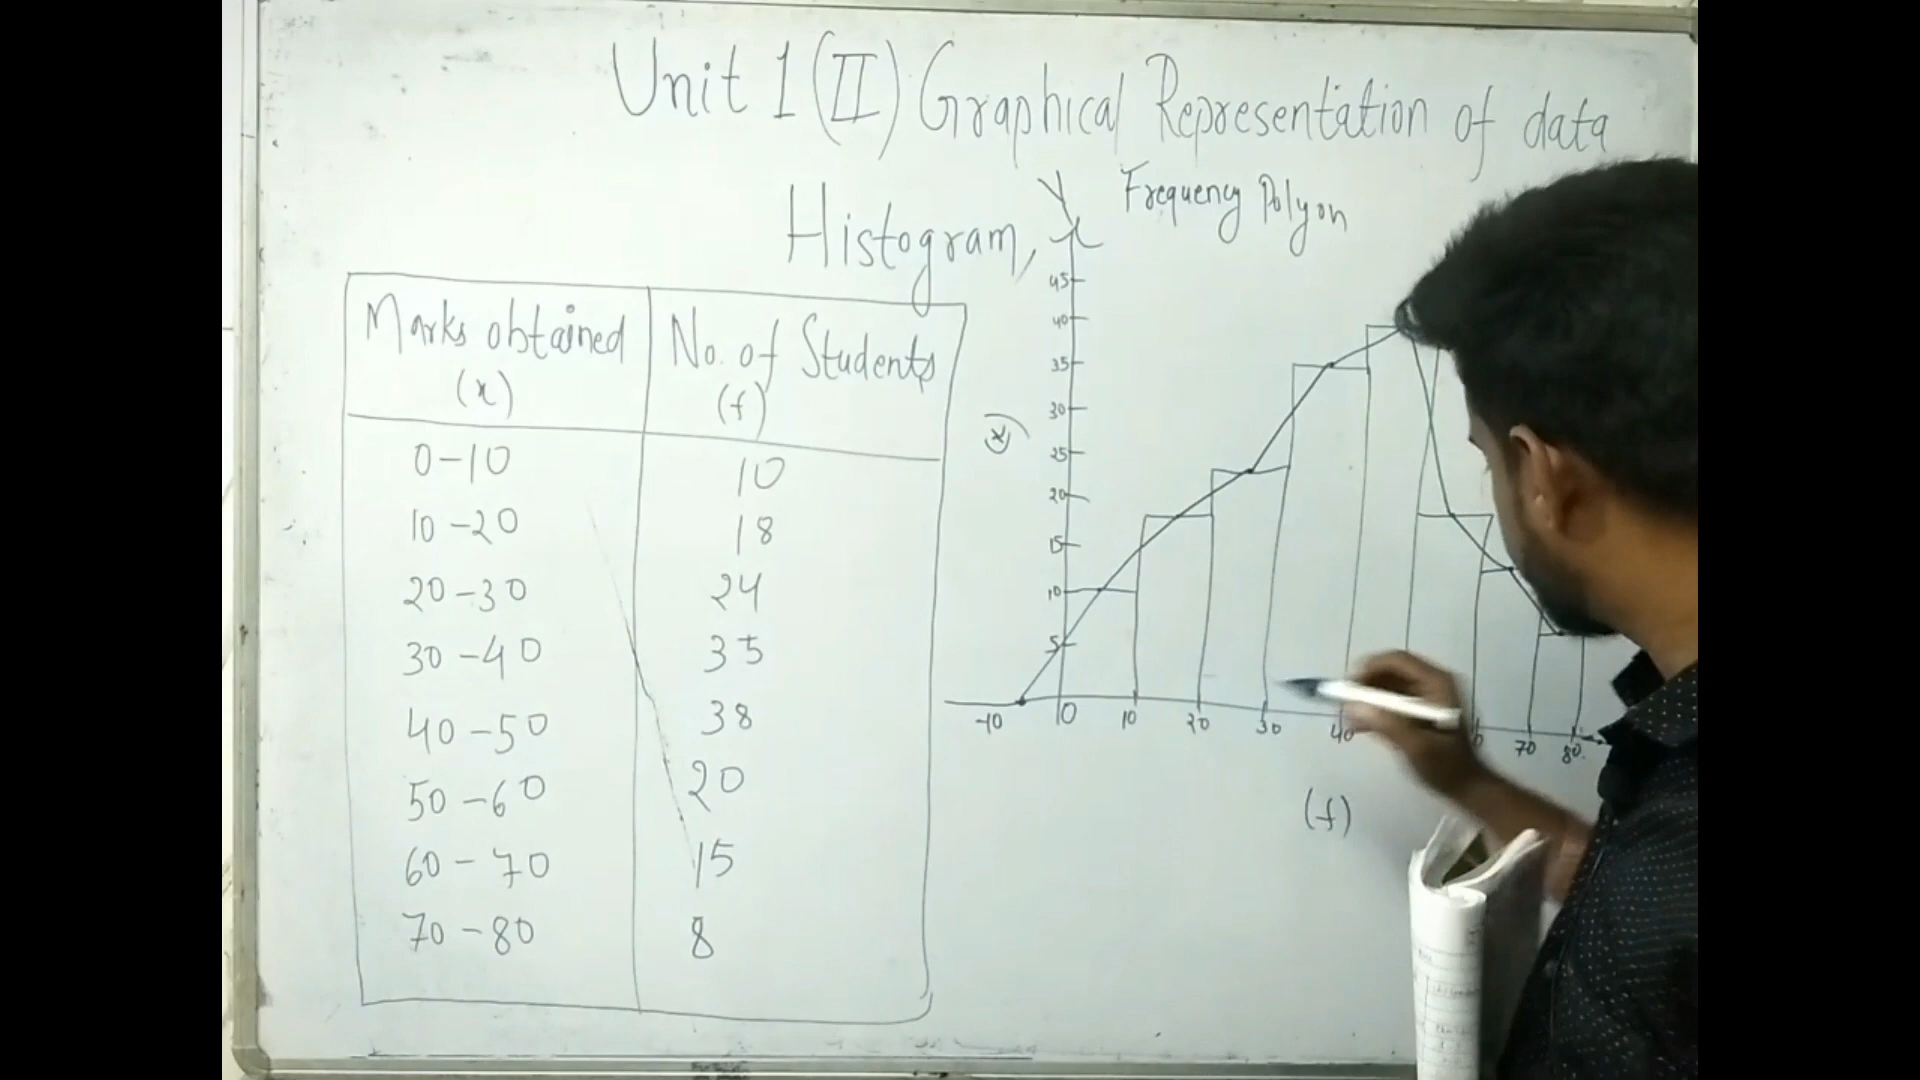 Unit 1 (II) Graphical Representation of data
Histogram,
Frequency Polyon
Marks obtained (x) No. of Students (f)
0-10 10
10-20 18
20-30 24
30-40 35
40-50 38
50-60 20
60-70 15
70-80 8
Y
45
40
35
30
25
20
15
10
5
(x)
-10 0 10 20 30 40 70 80
(f)